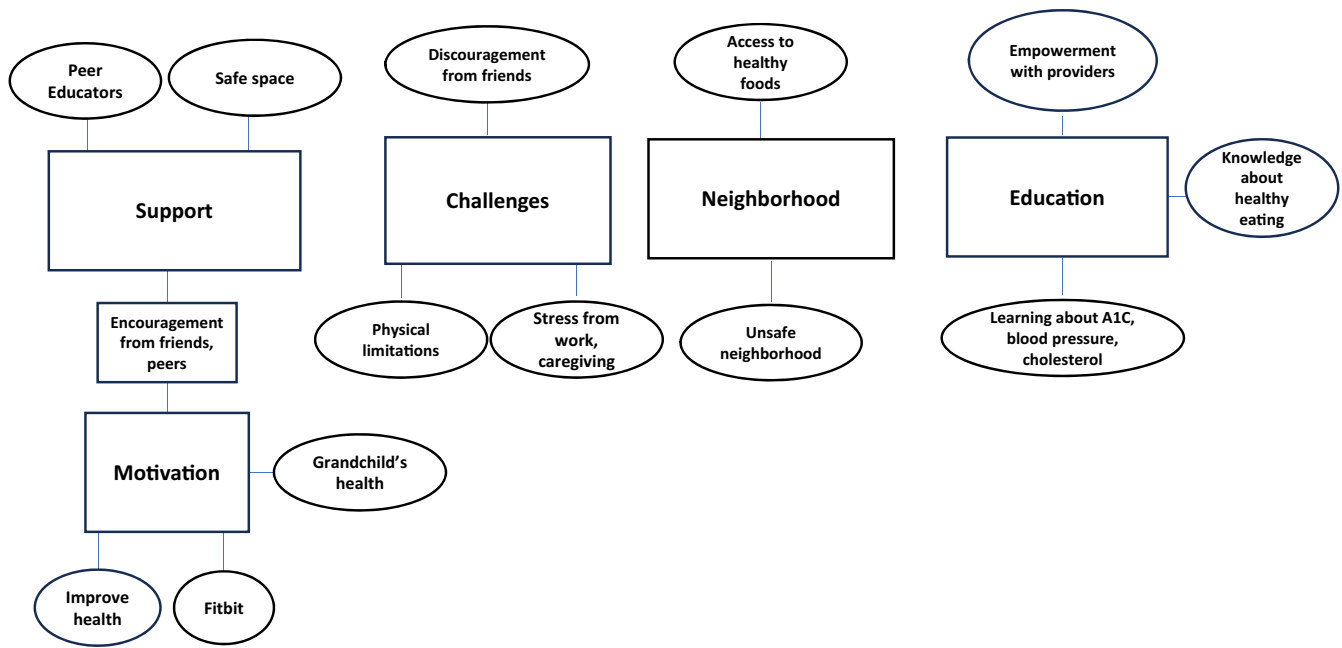 Peer
Educators
Safe space
Support
Encouragement
from friends,
peers
Motivation
Grandchild's
health
Improve
health
Fitbit
Discouragement
from friends
Challenges
Physical
limitations
Stress from
work,
caregiving
Access to
healthy
foods
Neighborhood
Unsafe
neighborhood
Empowerment
with providers
Education
Knowledge
about
healthy
eating
Learning about A1C,
blood pressure,
cholesterol